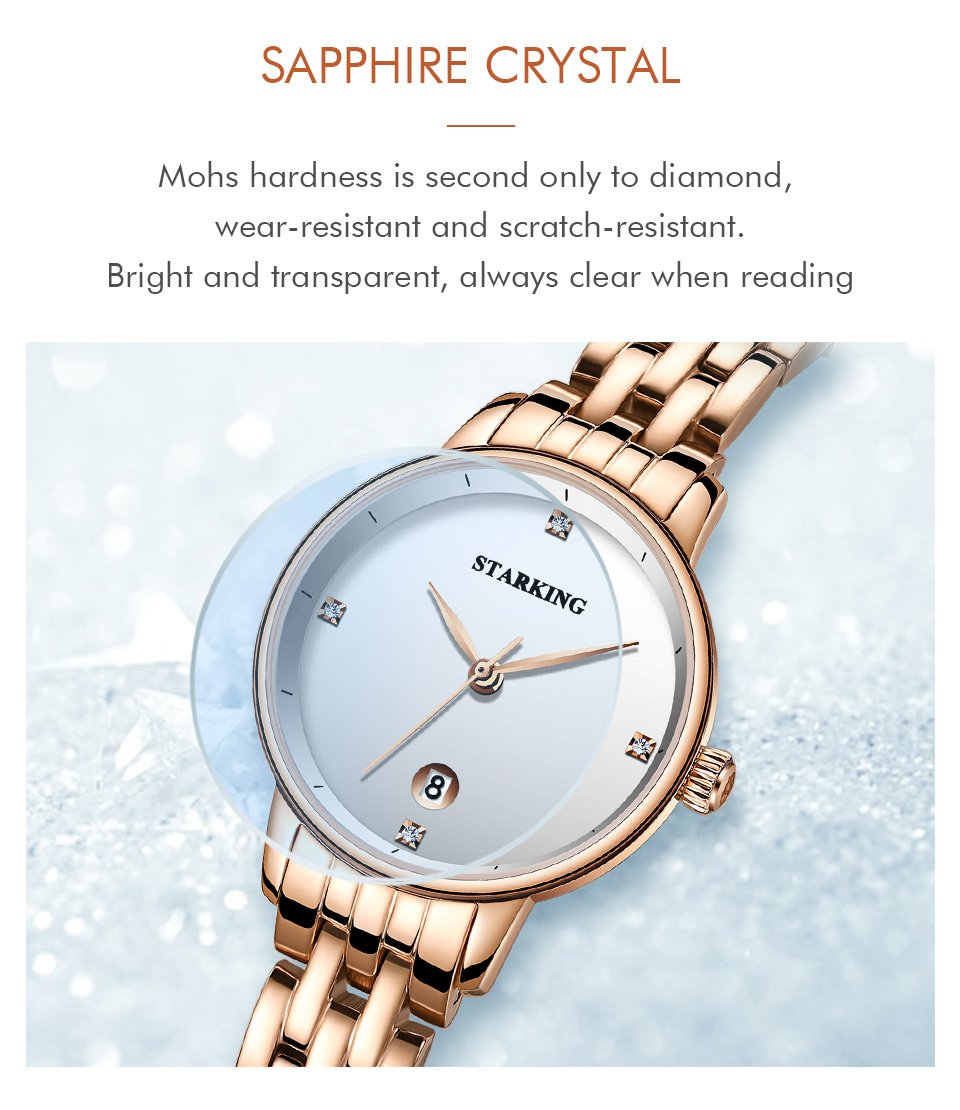 SAPPHIRE CRYSTAL
Mohs hardness is second only to diamond,
wear-resistant and scratch-resistant.
Bright and transparent, always clear when reading
STARKING
8